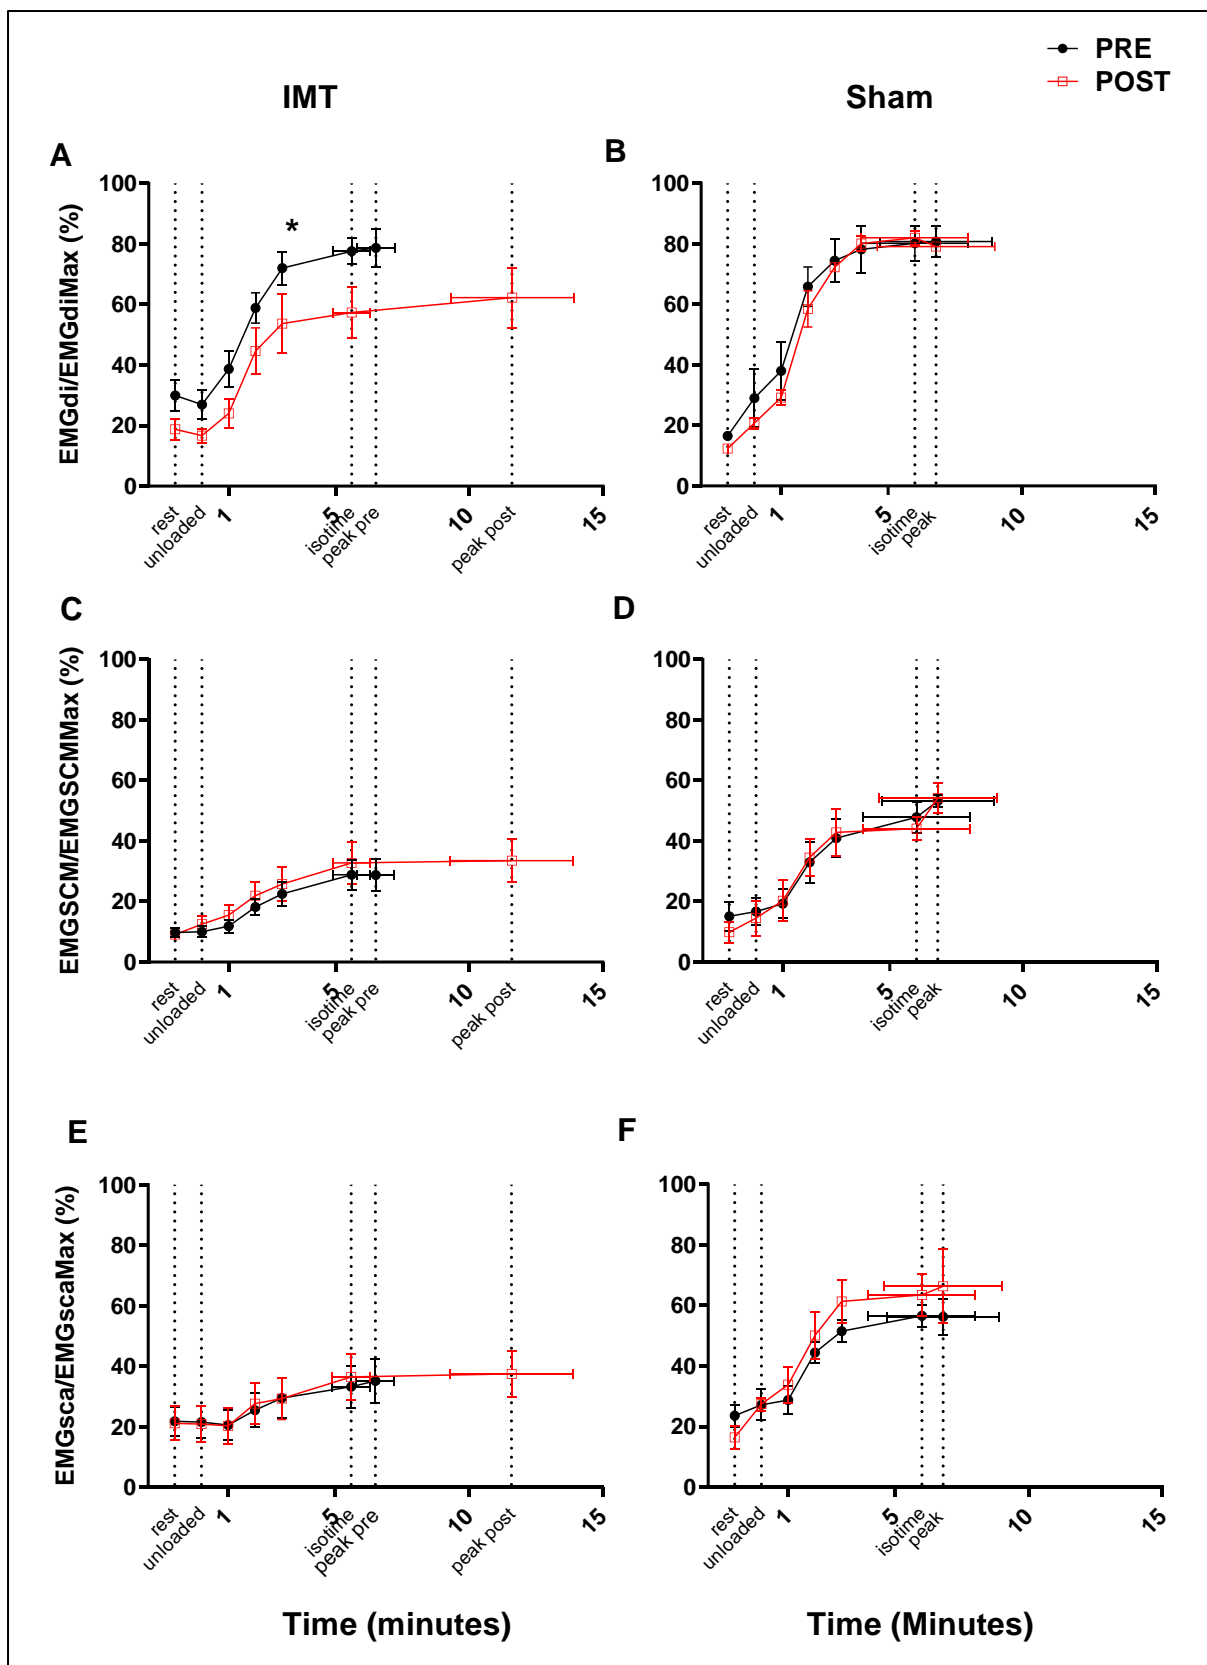 PRE
POST
IMT
Sham
A
EMGdi/EMGdiMax (%)
100
80
60
40
20
0
*
rest
unloaded
1
5
isotime
peak pre
10
peak post
15
B
100
80
60
40
20
0
rest
unloaded
1
5
isotime
peak
10
15
C
EMGSCM/EMGSCMMax (%)
100
80
60
40
20
0
rest
unloaded
1
5
isotime
peak pre
10
peak post
15
D
100
80
60
40
20
0
rest
unloaded
1
5
isotime
peak
10
15
E
EMGsca/EMGscaMax (%)
100
80
60
40
20
0
rest
unloaded
1
5
isotime
peak pre
10
peak post
15
F
100
80
60
40
20
0
rest
unloaded
1
5
isotime
peak
10
15
Time (minutes)
Time (Minutes)